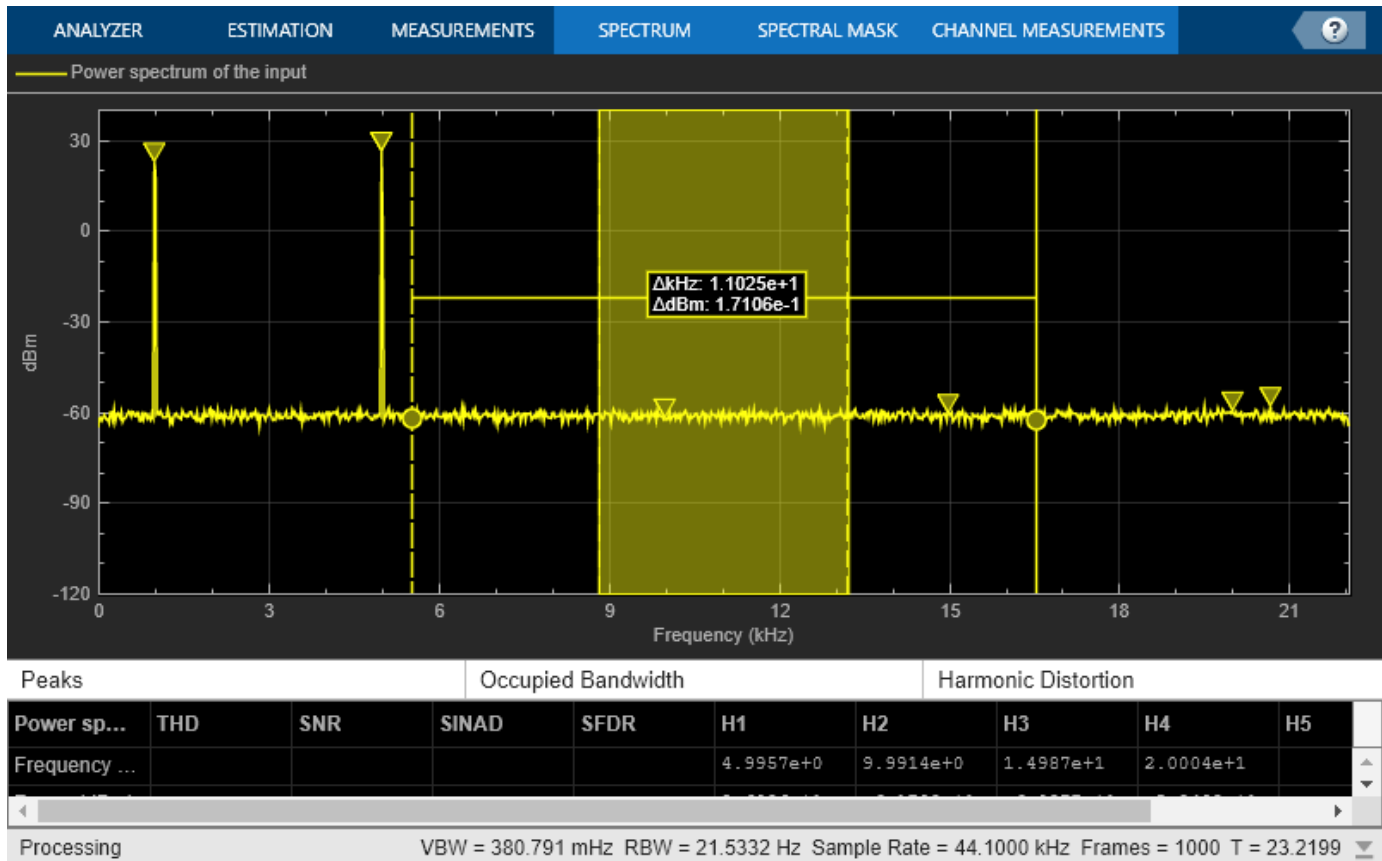 ANALYZER ESTIMATION MEASUREMENTS SPECTRUM SPECTRAL MASK CHANNEL MEASUREMENTS ?
Power spectrum of the input
30
0
-30
-60
-90
-120
dBm
ΔkHz: 1.1025e+1
ΔdBm: 1.7106e-1
0 3 6 9 12 15 18 21
Frequency (kHz)
Peaks Occupied Bandwidth Harmonic Distortion
Power sp... THD SNR SINAD SFDR H1 H2 H3 H4 H5
Frequency ... 4.9957e+0 9.9914e+0 1.4987e+1 2.0004e+1
Processing VBW = 380.791 mHz RBW = 21.5332 Hz Sample Rate = 44.1000 kHz Frames = 1000 T = 23.2199